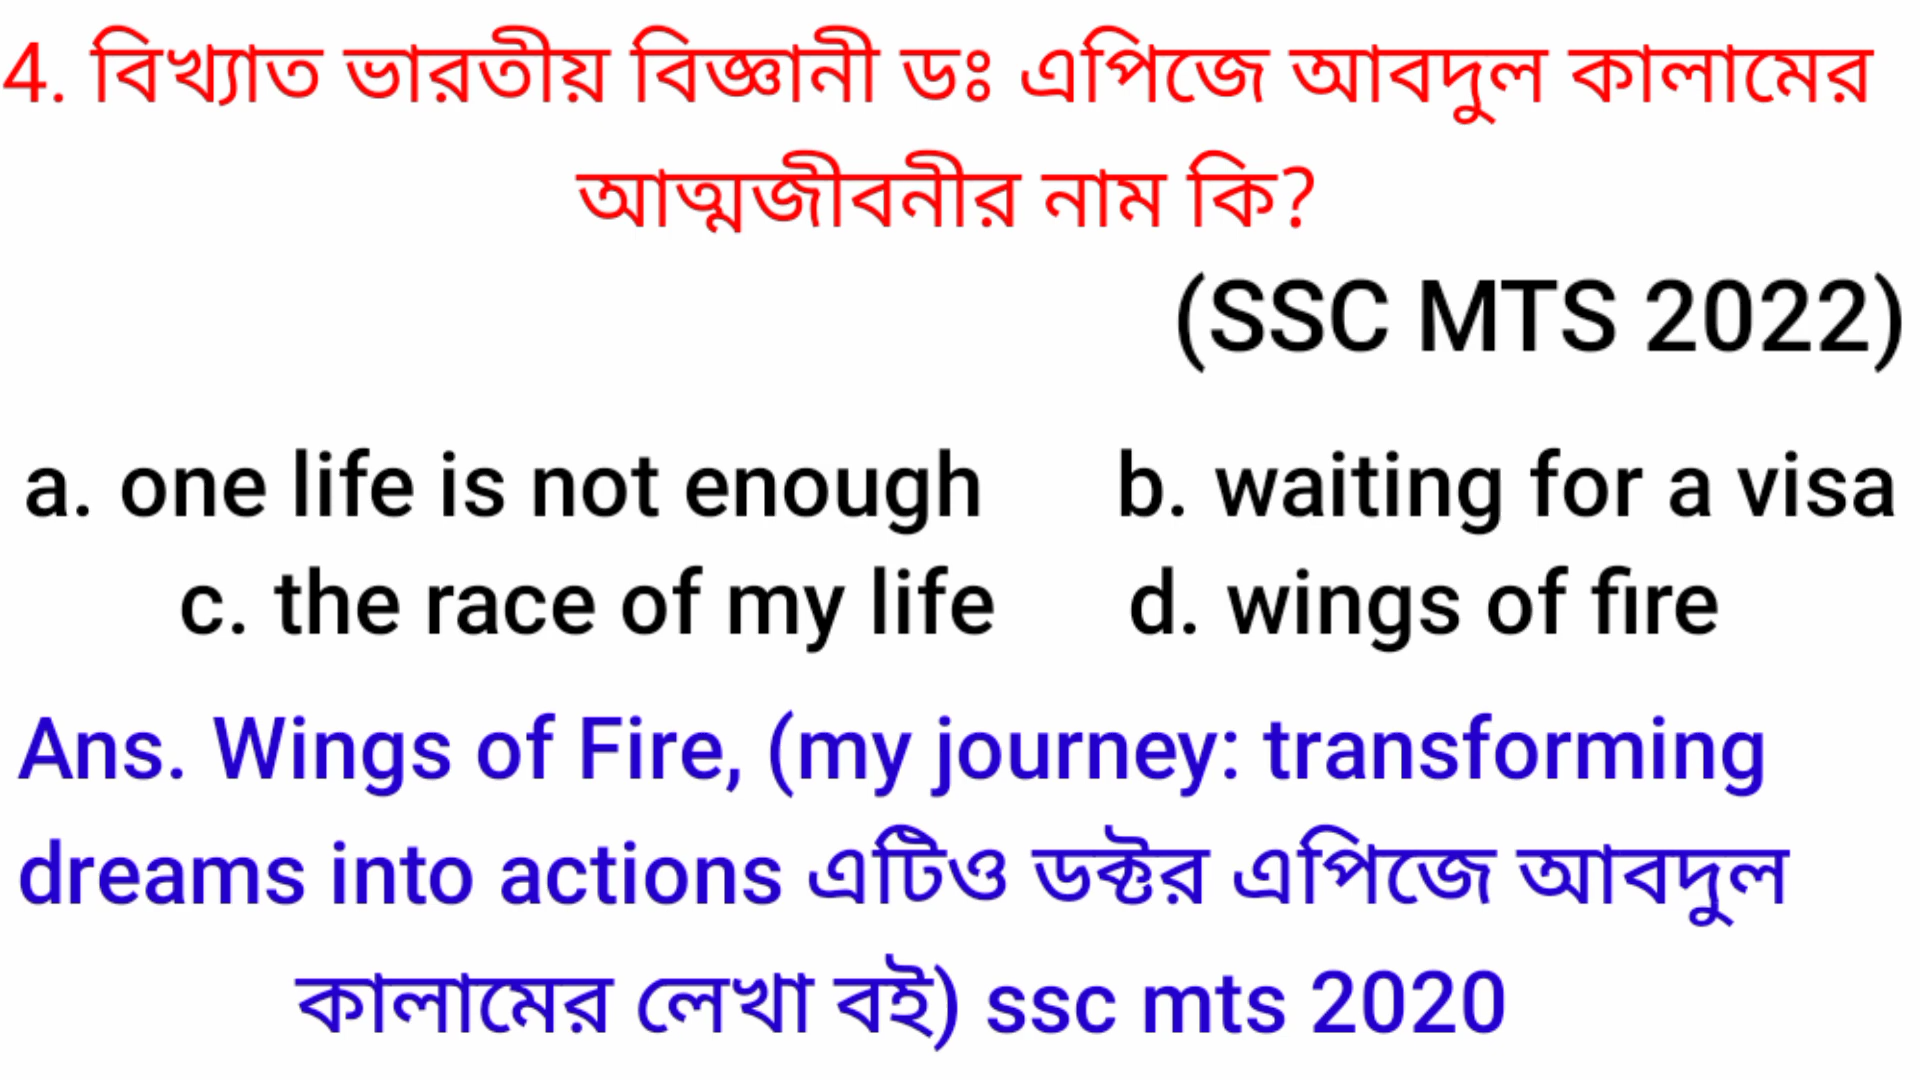 4. বিখ্যাত ভারতীয় বিজ্ঞানী ডঃ এপিজে আবদুল কালামের
আত্মজীবনীর নাম কি?
(SSC MTS 2022)
a. one life is not enough b. waiting for a visa
c. the race of my life d. wings of fire
Ans. Wings of Fire, (my journey: transforming
dreams into actions এটিও ডক্টর এপিজে আবদুল
কালামের লেখা বই) ssc mts 2020